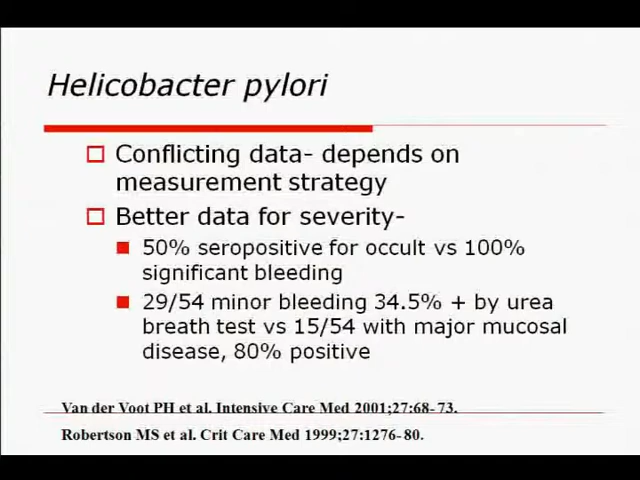 Helicobacter pylori
Conflicting data- depends on
measurement strategy
Better data for severity-
50% seropositive for occult vs 100%
significant bleeding
29/54 minor bleeding 34.5% + by urea
breath test vs 15/54 with major mucosal
disease, 80% positive
Van der Voot PH et al. Intensive Care Med 2001;27:68-73.
Robertson MS et al. Crit Care Med 1999;27:1276-80.